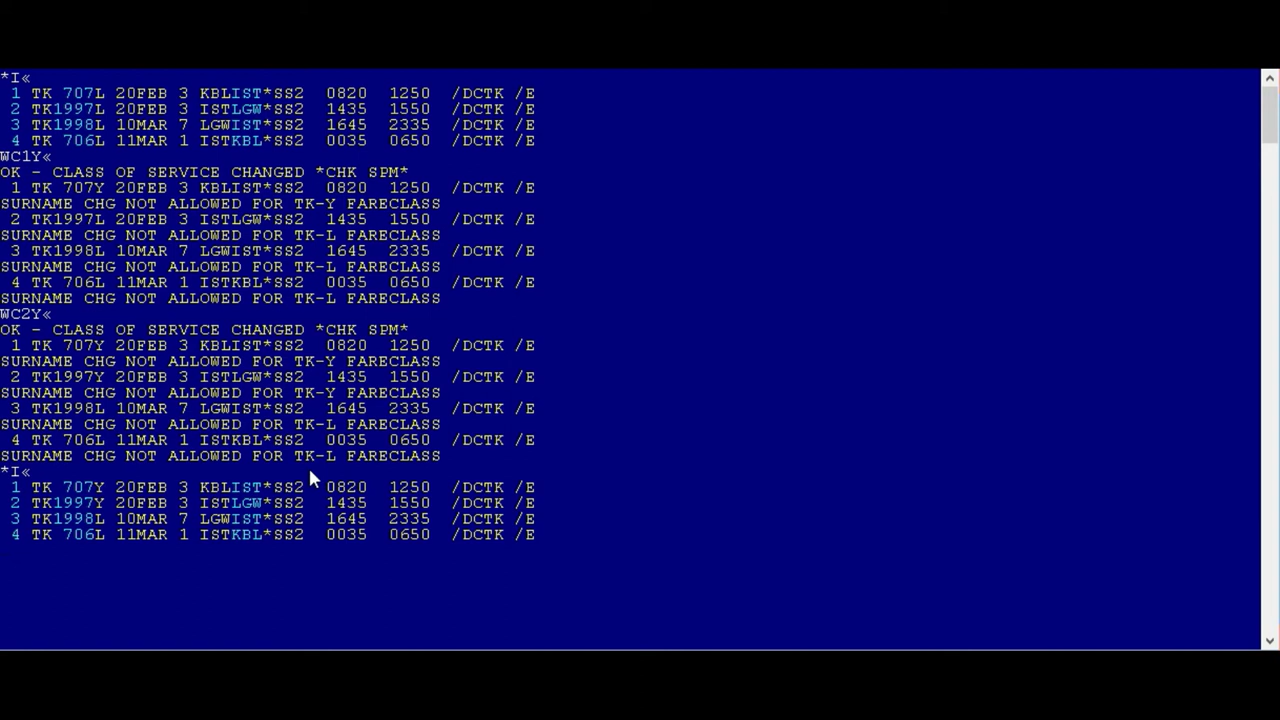 *I«
1 TK 707L 20FEB 3 KBLIST*SS2 0820 1250 /DCTK /E
2 TK1997L 20FEB 3 ISTLGW*SS2 1435 1550 /DCTK /E
3 TK1998L 10MAR 7 LGWIST*SS2 1645 2335 /DCTK /E
4 TK 706L 11MAR 1 ISTKBL*SS2 0035 0650 /DCTK /E
WC1Y«
OK - CLASS OF SERVICE CHANGED *CHK SPM*
1 TK 707Y 20FEB 3 KBLIST*SS2 0820 1250 /DCTK /E
SURNAME CHG NOT ALLOWED FOR TK-Y FARECLASS
2 TK1997L 20FEB 3 ISTLGW*SS2 1435 1550 /DCTK /E
SURNAME CHG NOT ALLOWED FOR TK-L FARECLASS
3 TK1998L 10MAR 7 LGWIST*SS2 1645 2335 /DCTK /E
SURNAME CHG NOT ALLOWED FOR TK-L FARECLASS
4 TK 706L 11MAR 1 ISTKBL*SS2 0035 0650 /DCTK /E
SURNAME CHG NOT ALLOWED FOR TK-L FARECLASS
WC2Y«
OK - CLASS OF SERVICE CHANGED *CHK SPM*
1 TK 707Y 20FEB 3 KBLIST*SS2 0820 1250 /DCTK /E
SURNAME CHG NOT ALLOWED FOR TK-Y FARECLASS
2 TK1997Y 20FEB 3 ISTLGW*SS2 1435 1550 /DCTK /E
SURNAME CHG NOT ALLOWED FOR TK-Y FARECLASS
3 TK1998L 10MAR 7 LGWIST*SS2 1645 2335 /DCTK /E
SURNAME CHG NOT ALLOWED FOR TK-L FARECLASS
4 TK 706L 11MAR 1 ISTKBL*SS2 0035 0650 /DCTK /E
SURNAME CHG NOT ALLOWED FOR TK-L FARECLASS
*I«
1 TK 707Y 20FEB 3 KBLIST*SS2 0820 1250 /DCTK /E
2 TK1997Y 20FEB 3 ISTLGW*SS2 1435 1550 /DCTK /E
3 TK1998L 10MAR 7 LGWIST*SS2 1645 2335 /DCTK /E
4 TK 706L 11MAR 1 ISTKBL*SS2 0035 0650 /DCTK /E